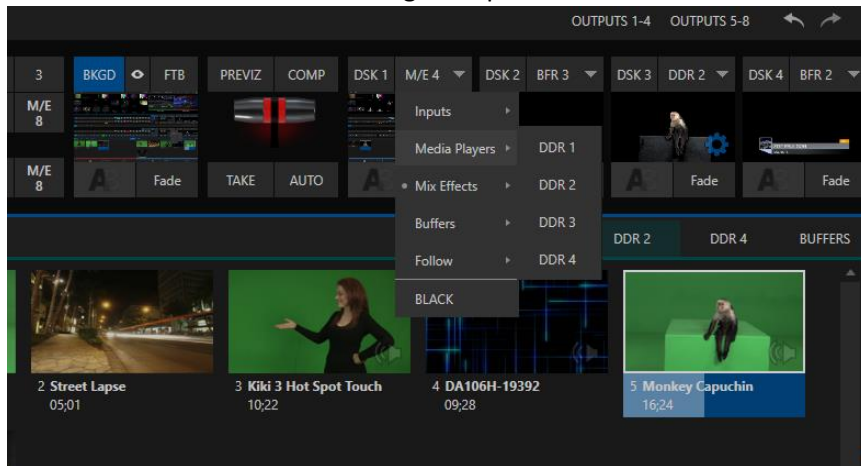 OUTPUTS 1-4 OUTPUTS 5-8
3 BKGD FTB PREVIZ COMP DSK 1 M/E 4 DSK 2 BFR 3 DSK 3 DDR 2 DSK 4 BFR 2
M/E
8
Inputs
Media Players DDR 1
M/E
8
Fade TAKE AUTO Mix Effects DDR 2 Fade Fade
Buffers DDR 3
DDR 2 DDR 4 BUFFERS
Follow DDR 4
BLACK
2 Street Lapse 3 Kiki 3 Hot Spot Touch 4 DA106H-19392 5 Monkey Capuchin
05;01 10;22 09;28 16;24